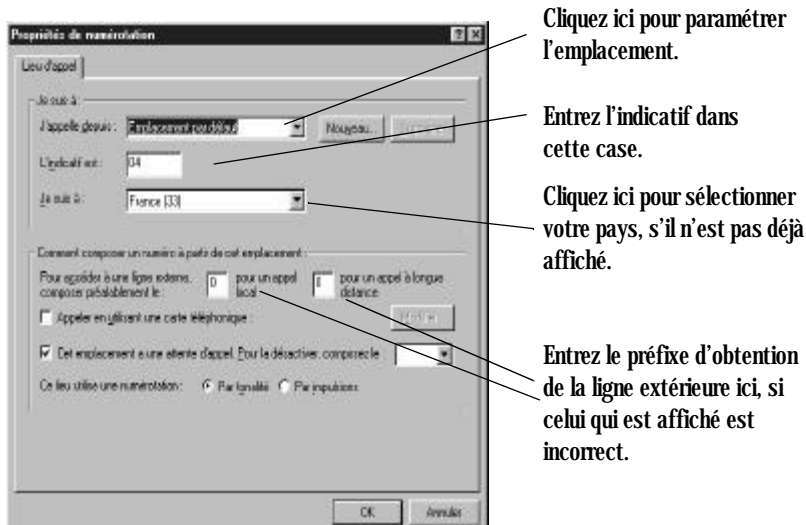 Propriétés de numérotation
Lieu d'appel
Je suis à :
J'appelle depuis :
Emplacement par défaut
Nouveau...
L'indicatif est :
04
Je suis à :
France (33)
Comment composer un numéro à partir de cet emplacement :
Pour accéder à une ligne externe,
composer préalablement le :
0
pour un appel
local
pour un appel à longue
distance
Appeler en utilisant une carte téléphonique :
Cet emplacement a une attente d'appel. Pour la désactiver, composez le
Ce lieu utilise une numérotation :
Par tonalité
Par impulsions
OK
Annuler
Cliquez ici pour paramétrer
l'emplacement.
Entrez l'indicatif dans
cette case.
Cliquez ici pour sélectionner
votre pays, s'il n'est pas déjà
affiché.
Entrez le préfixe d'obtention
de la ligne extérieure ici, si
celui qui est affiché est
incorrect.